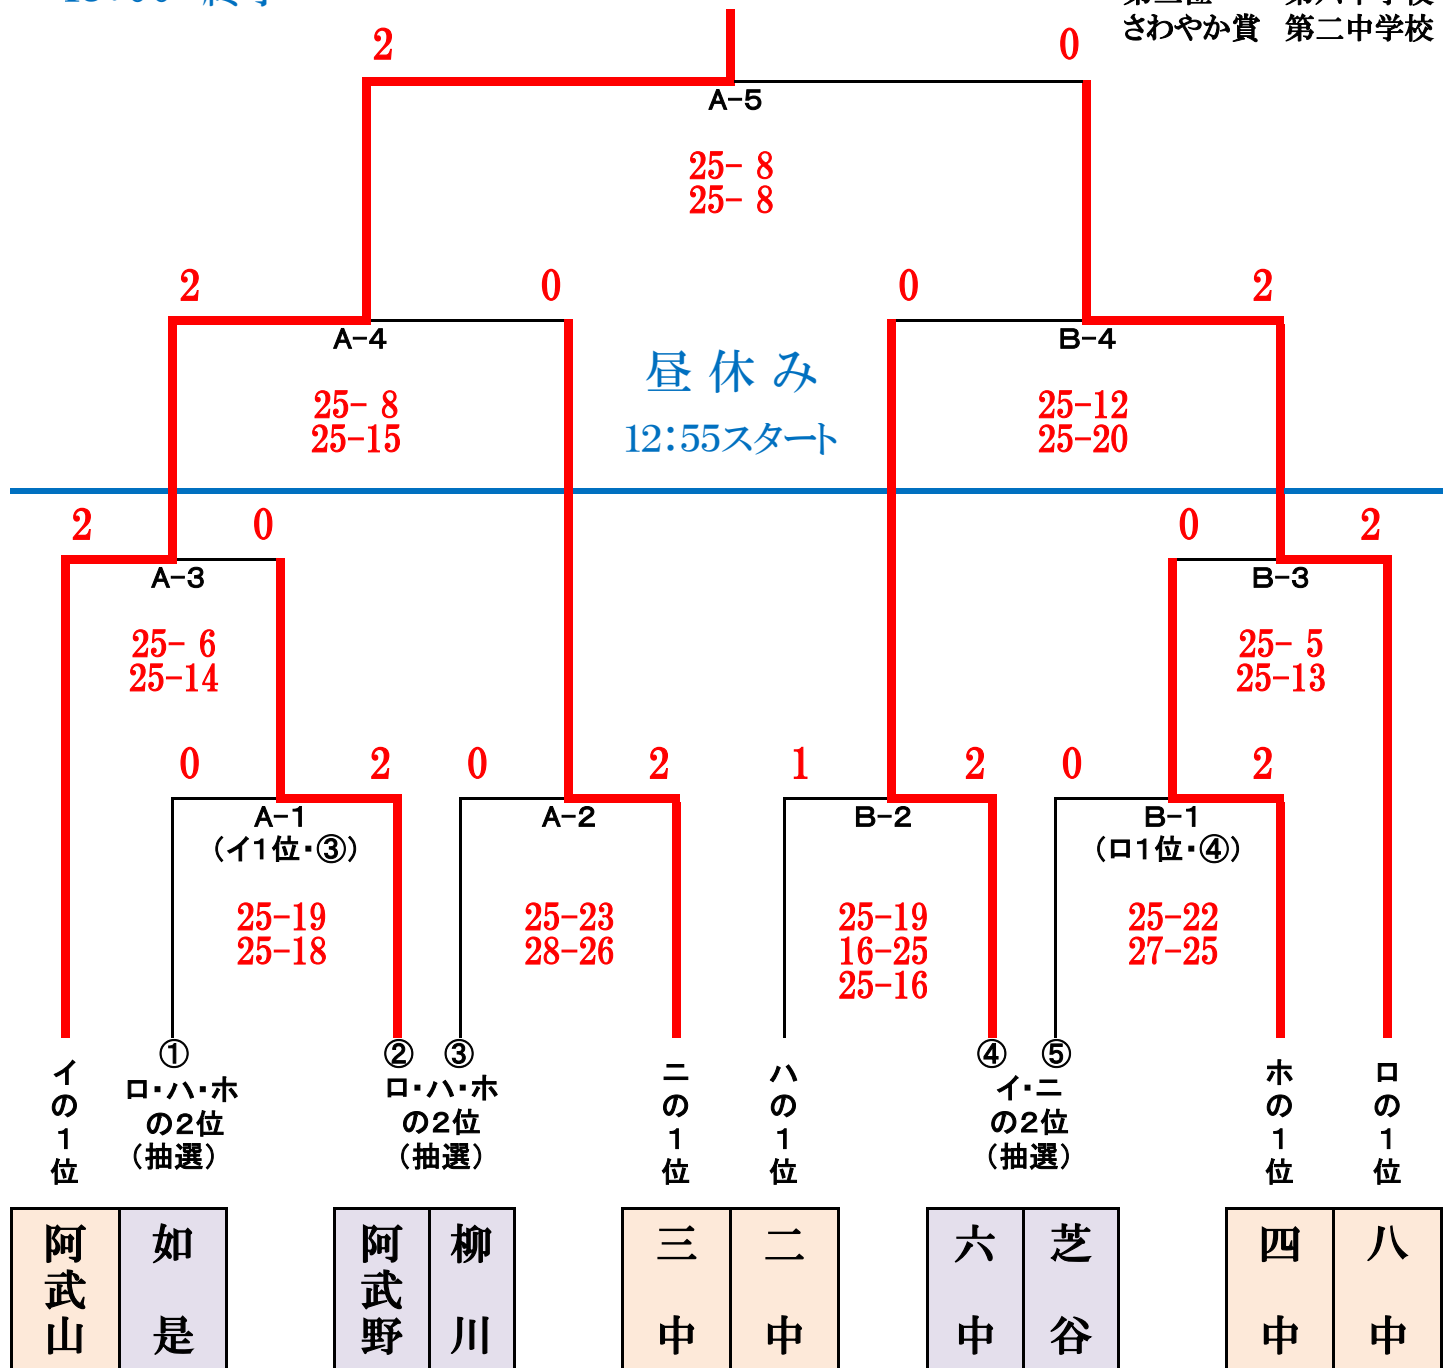 さわやか賞 第二中学校
2 0
A-5
25- 8
25- 8
2 0 0 2
A-4 B-4
昼休み
25- 8 25-12
25-15 25-20
12：55スタート
2 0 0 2
A-3 B-3
25- 6 25- 5
25-14 25-13
0 2 0 2 1 2 0 2
A-1 A-2 B-2 B-1
（イ1位・③） （ロ1位・④）
25-19 25-23 25-19 25-22
25-18 28-26 16-25 27-25
25-16
イの1位
①
ロ・ハ・ホ
の2位
（抽選）
②③
ロ・ハ・ホ
の2位
（抽選）
ニの1位
ハの1位
④⑤
イ・ニ
の2位
（抽選）
ホの1位
ロの1位
阿武山
如是
阿武野
柳川
三中
二中
六中
芝谷
四中
八中